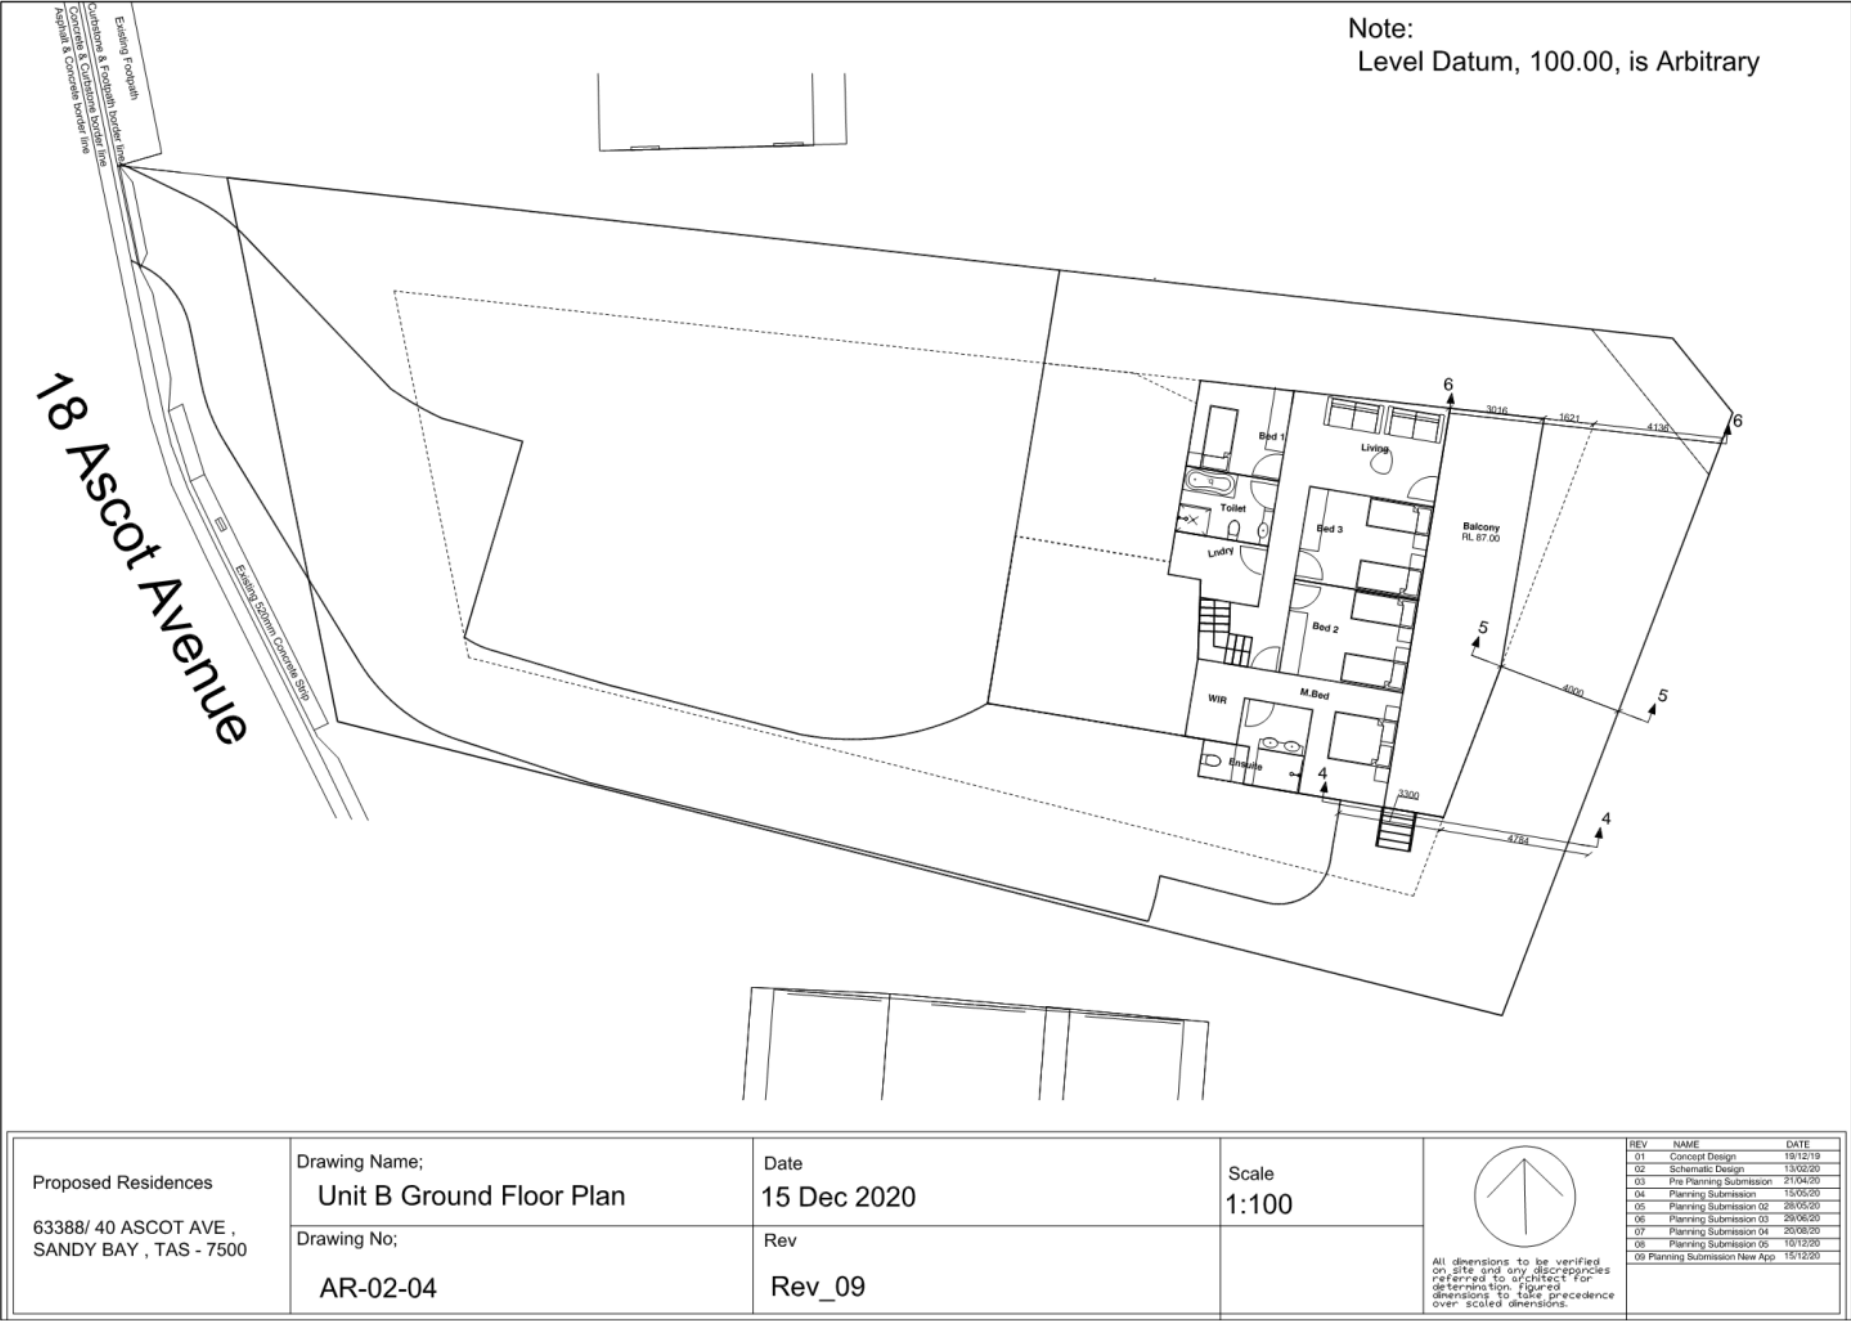 Note:
Level Datum, 100.00, is Arbitrary
Existing Footpath
Curbstone & Footpath border line
Concrete & Curbstone border line
Asphalt & Concrete border line
18 Ascot Avenue
Existing 520mm Concrete Strip
6
3016
1621
4136
6
Bed 1
Living
Toilet
Bed 3
Balcony
RL 87.00
Lndry
Bed 2
5
4000
5
WIR
M.Bed
Ensuite
4
3300
4784
4
Proposed Residences
63388/ 40 ASCOT AVE ,
SANDY BAY , TAS - 7500
Drawing Name;
Unit B Ground Floor Plan
Drawing No;
AR-02-04
Date
15 Dec 2020
Rev
Rev_09
Scale
1:100
All dimensions to be verified
on site and any discrepancies
referred to architect for
determination. figured
dimensions to take precedence
over scaled dimensions.
REV NAME DATE
01 Concept Design 19/12/19
02 Schematic Design 13/02/20
03 Pre Planning Submission 21/04/20
04 Planning Submission 15/05/20
05 Planning Submission 02 28/05/20
06 Planning Submission 03 29/06/20
07 Planning Submission 04 20/08/20
08 Planning Submission 05 10/12/20
09 Planning Submission New App 15/12/20